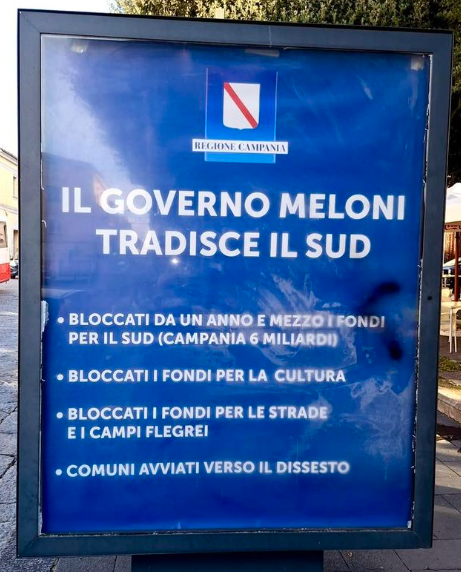 REGIONE CAMPANIA
IL GOVERNO MELONI
TRADISCE IL SUD
• BLOCCATI DA UN ANNO E MEZZO I FONDI
PER IL SUD (CAMPANIA 6 MILIARDI)
• BLOCCATI I FONDI PER LA CULTURA
• BLOCCATI I FONDI PER LE STRADE
E I CAMPI FLEGREI
• COMUNI AVVIATI VERSO IL DISSESTO